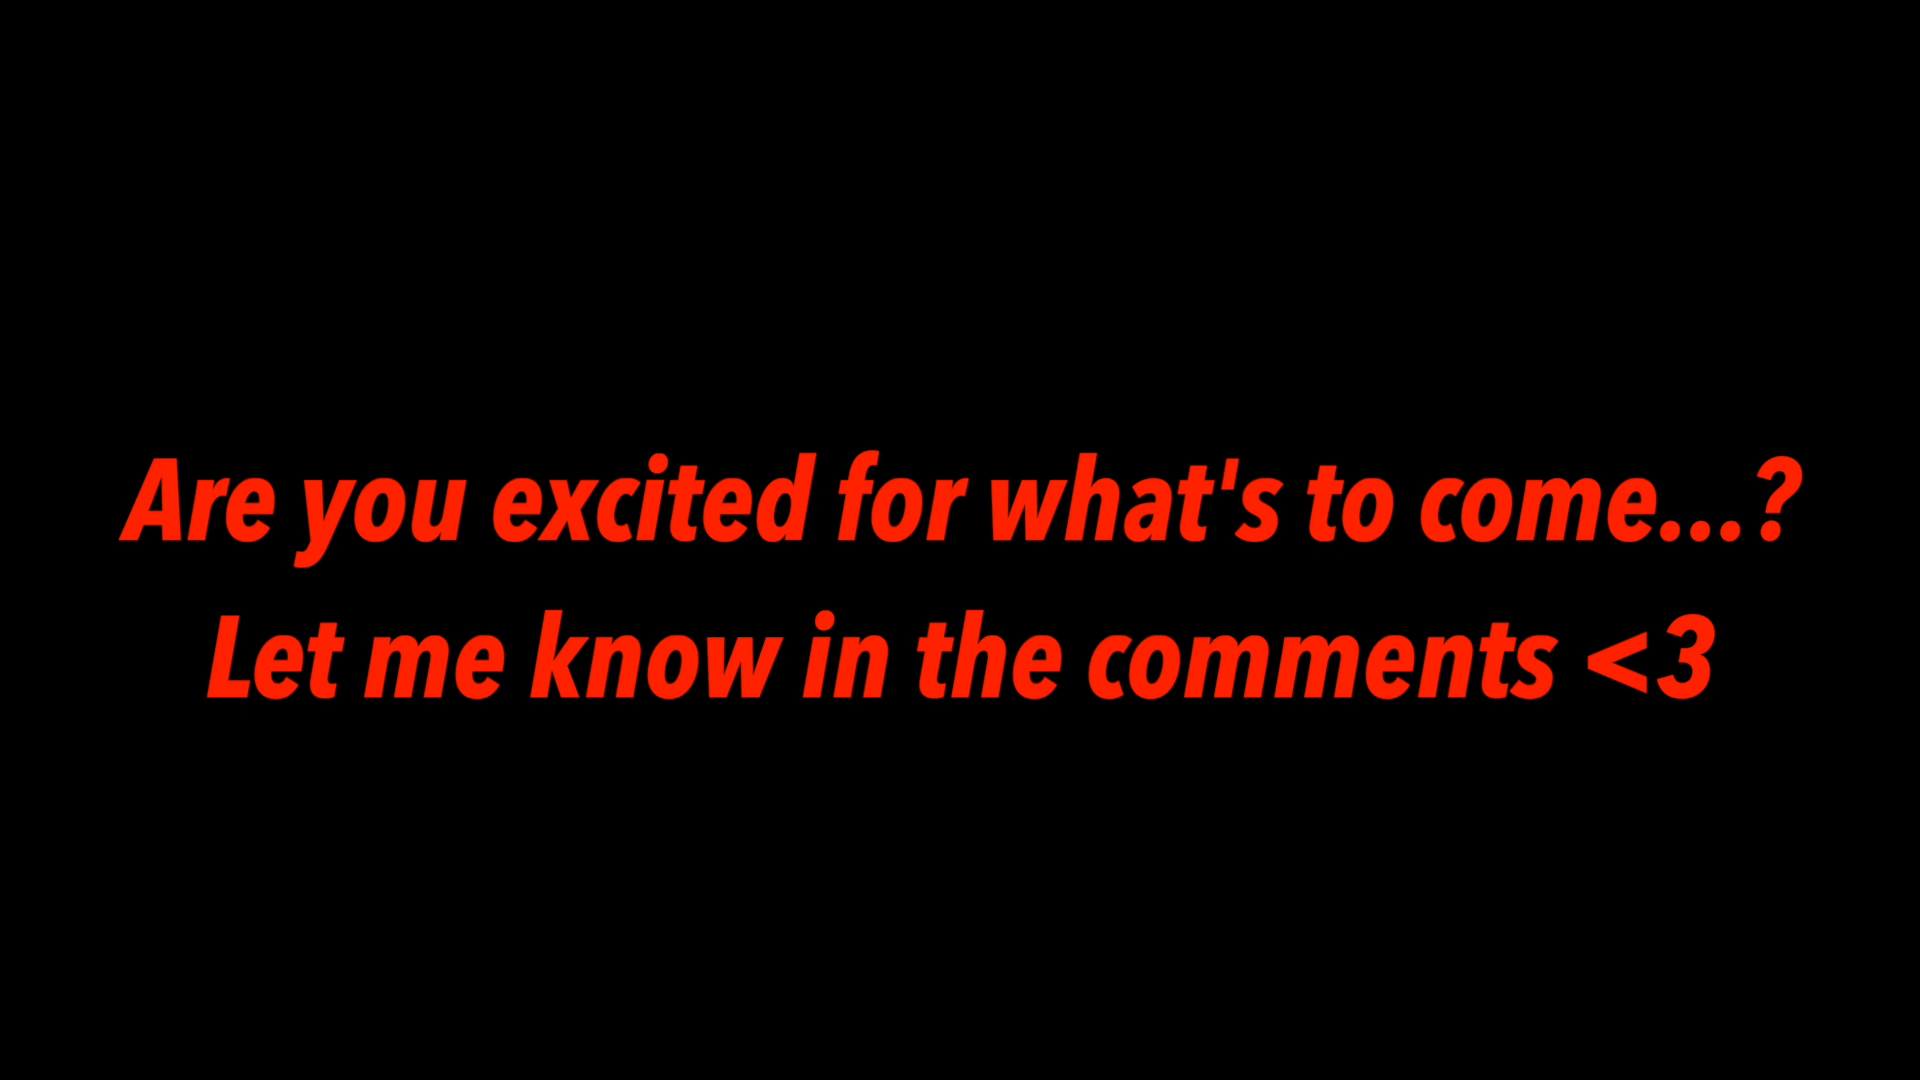 Are you excited for what's to come...?
Let me know in the comments <3